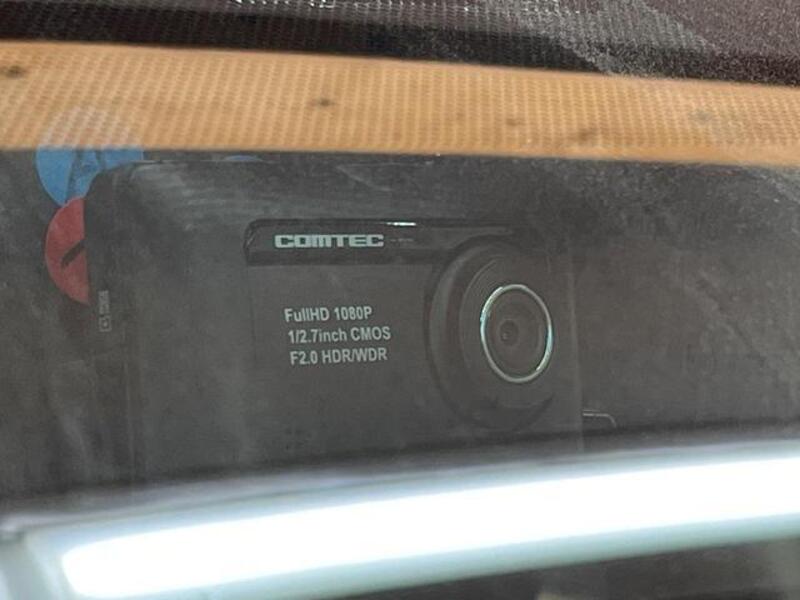 COMTEC
FullHD 1080P
1/2.7inch CMOS
F2.0 HDR/WDR